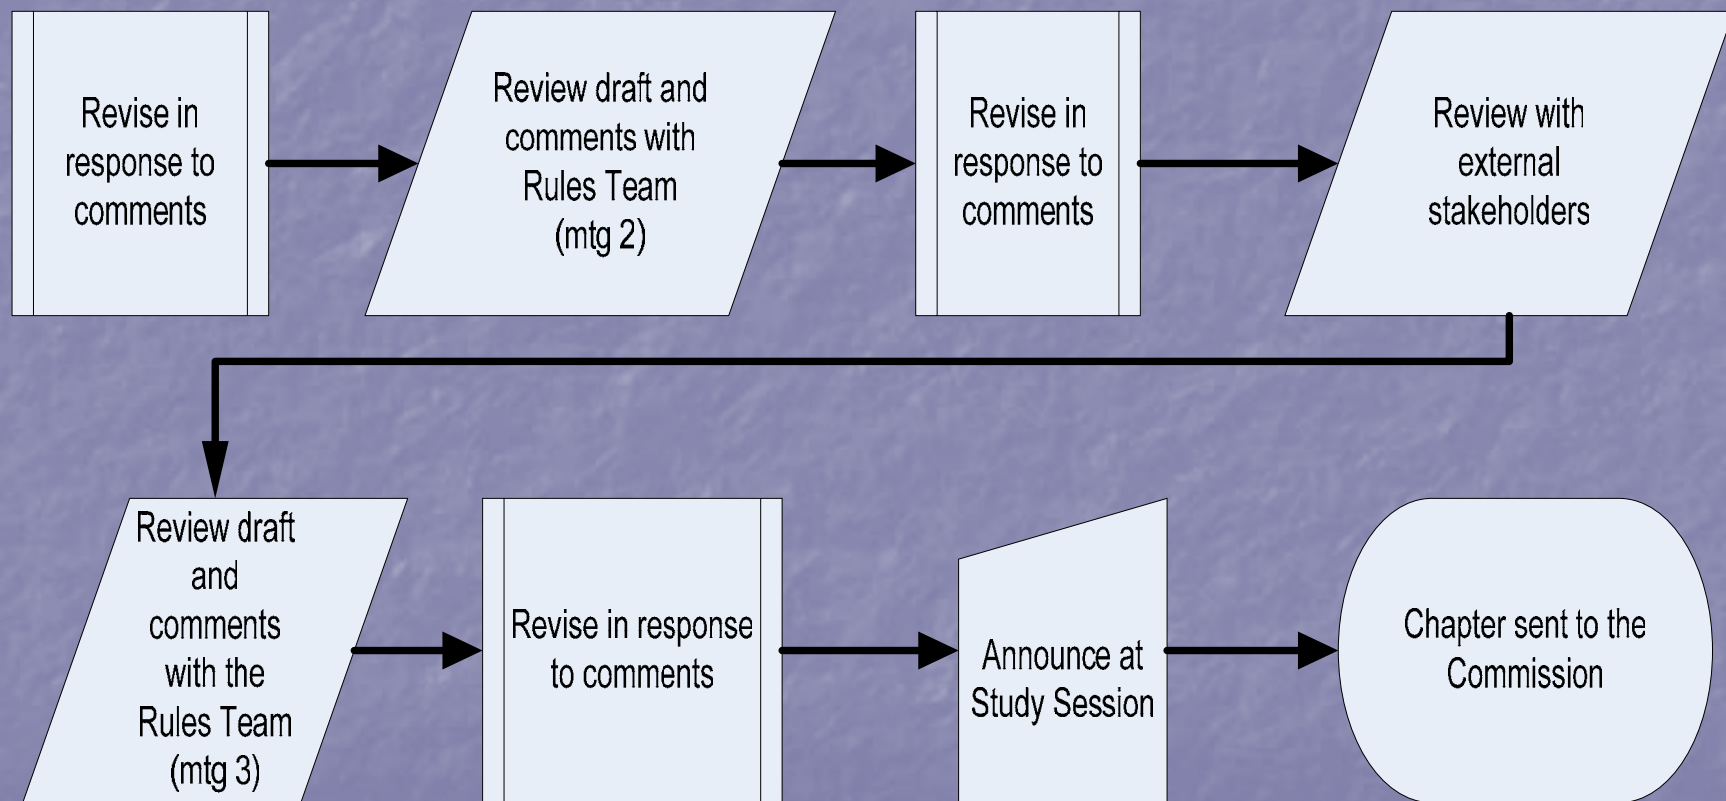 Revise in
response to
comments
Review draft and
comments with
Rules Team
(mtg 2)
Revise in
response to
comments
Review with
external
stakeholders
Review draft
and
comments
with the
Rules Team
(mtg 3)
Revise in response
to comments
Announce at
Study Session
Chapter sent to the
Commission